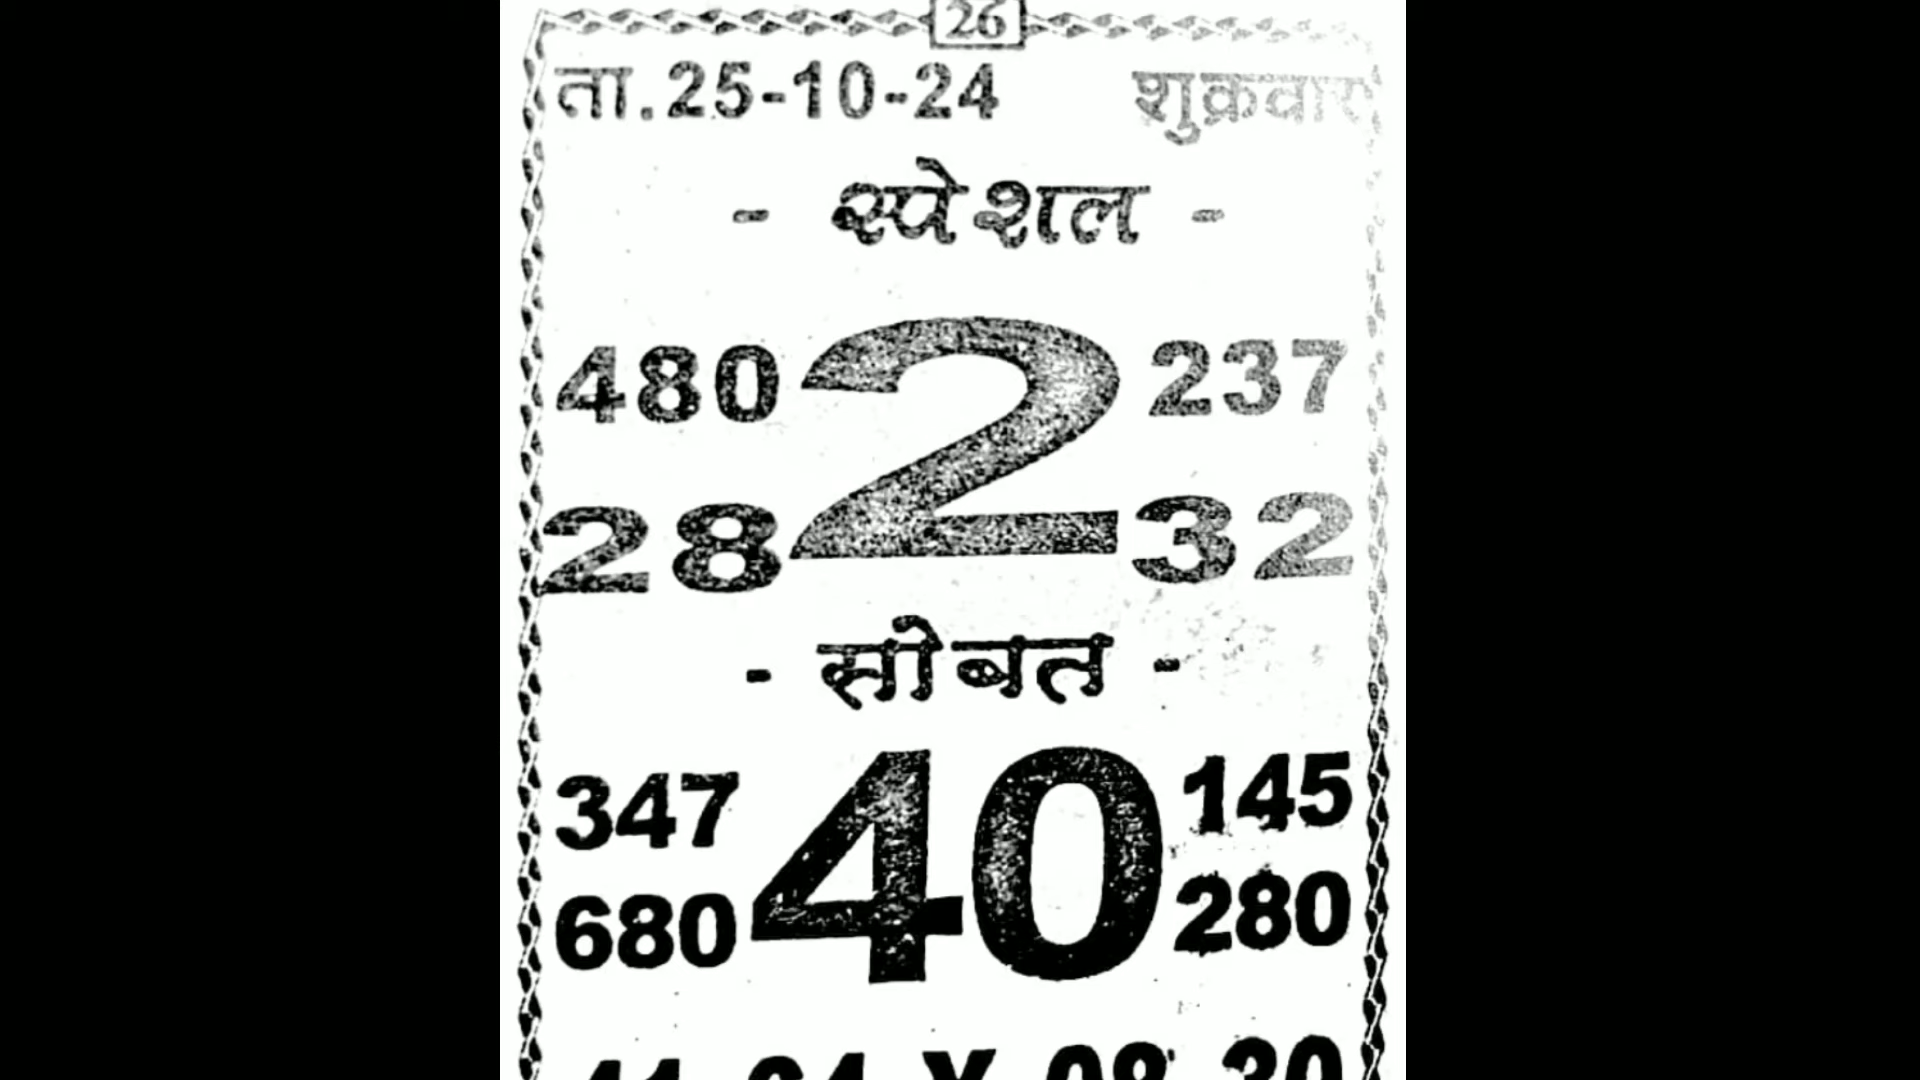 26
ता.25-10-24 शुक्रवार
- स्पेशल -
480 2 237
28 32
- सोबत -
347 40 145
680 280